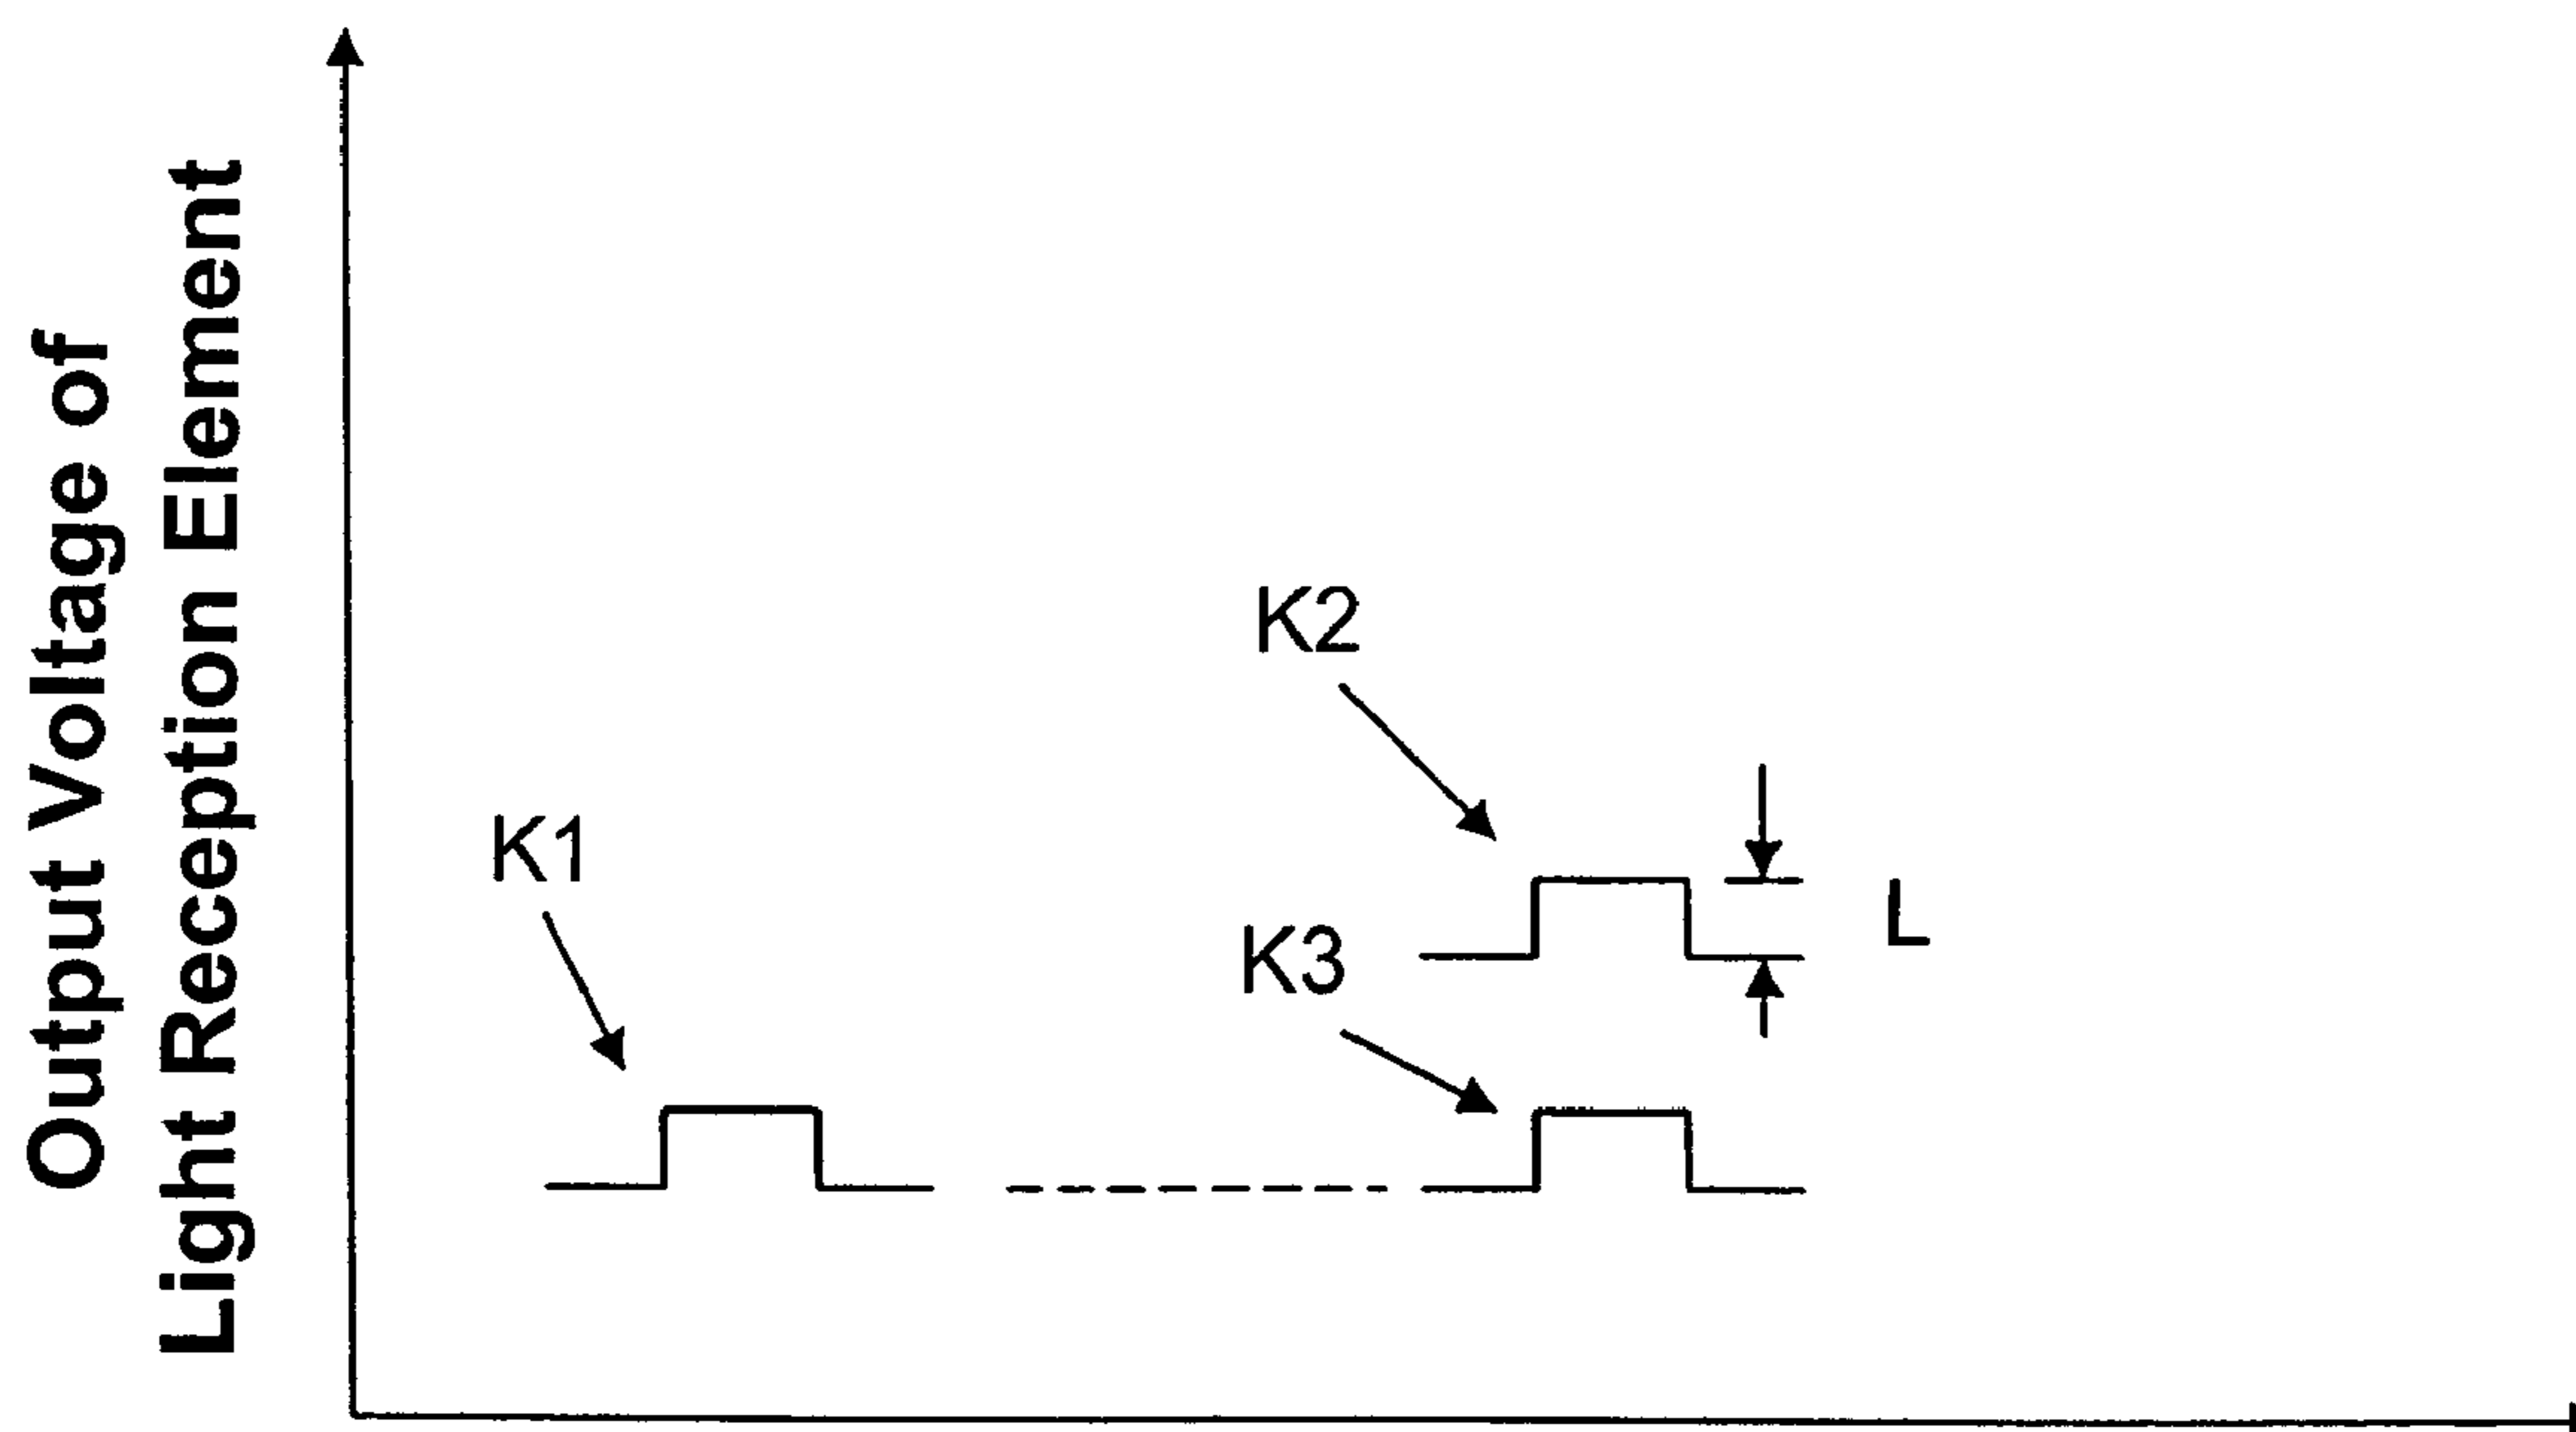 Output Voltage of
Light Reception Element
K1
K2
K3
L